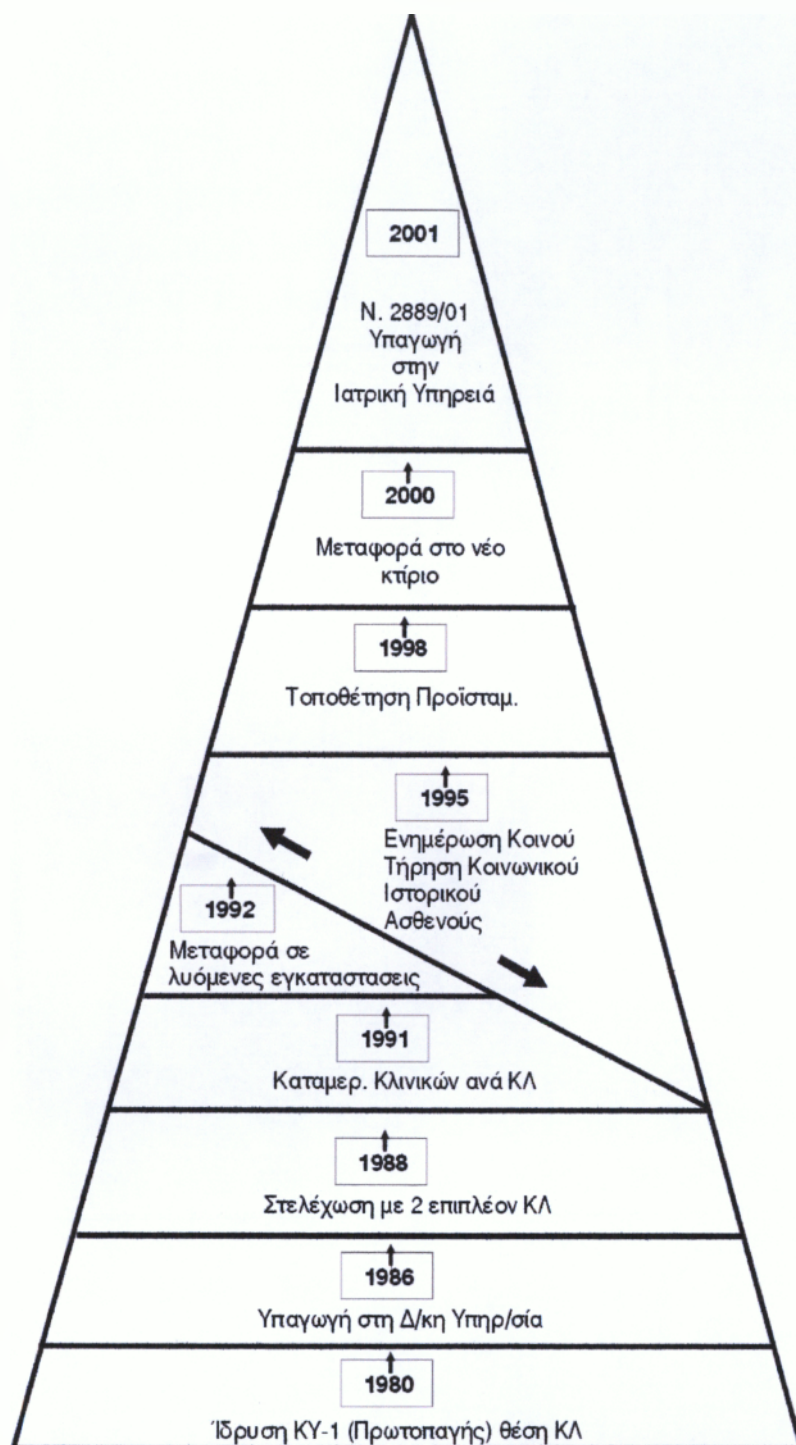 2001
Ν. 2889/01
Υπαγωγή
στην
Ιατρική Υπηρειά
2000
Μεταφορά στο νέο
κτίριο
1998
Τοποθέτηση Προϊσταμ.
1995
Ενημέρωση Κοινού
Τήρηση Κοινωνικού
Ιστορικού
Ασθενούς
1992
Μεταφορά σε
λυόμενες εγκαταστασεις
1991
Καταμερ. Κλινικών ανά ΚΛ
1988
Στελέχωση με 2 επιπλέον ΚΛ
1986
Υπαγωγή στη Δ/κη Υπηρ/σία
1980
Ίδρυση ΚΥ-1 (Πρωτοπαγής) θέση ΚΛ